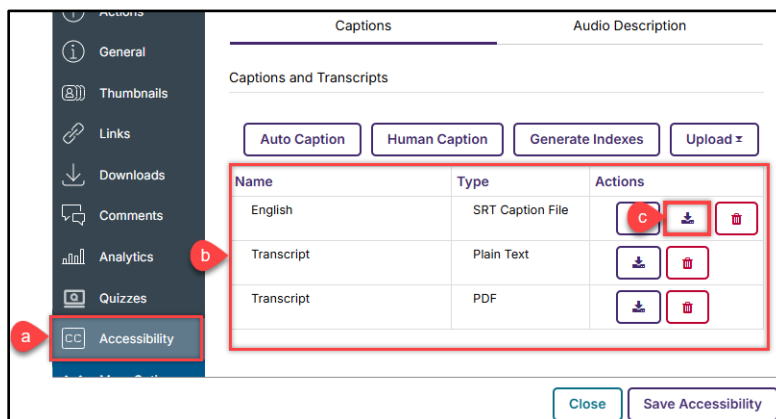 Actions
General
Thumbnails
Links
Downloads
Comments
Analytics
Quizzes
a
CC Accessibility
Captions Audio Description
Captions and Transcripts
Auto Caption Human Caption Generate Indexes Upload
b
Name Type Actions
English SRT Caption File
c
Transcript Plain Text
Transcript PDF
Close Save Accessibility